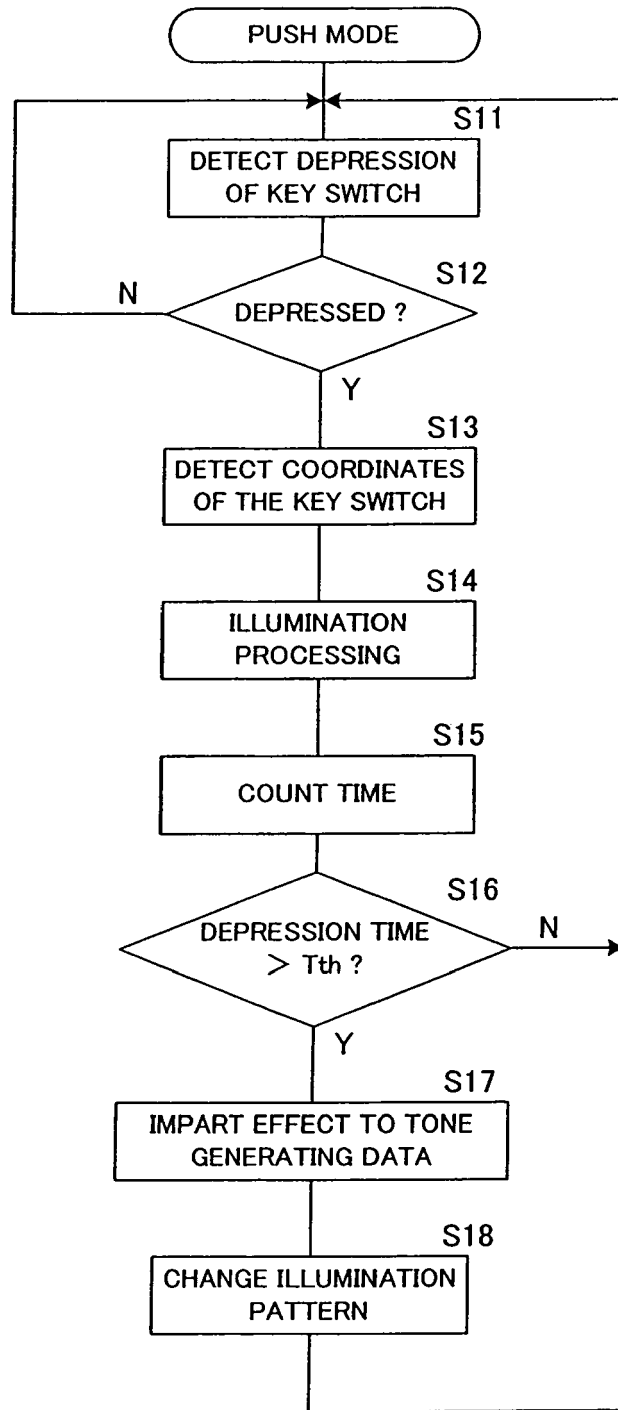 PUSH MODE
S11
DETECT DEPRESSION
OF KEY SWITCH
S12
N
DEPRESSED ?
Y
S13
DETECT COORDINATES
OF THE KEY SWITCH
S14
ILLUMINATION
PROCESSING
S15
COUNT TIME
S16
DEPRESSION TIME
> Tth ?
N
Y
S17
IMPART EFFECT TO TONE
GENERATING DATA
S18
CHANGE ILLUMINATION
PATTERN